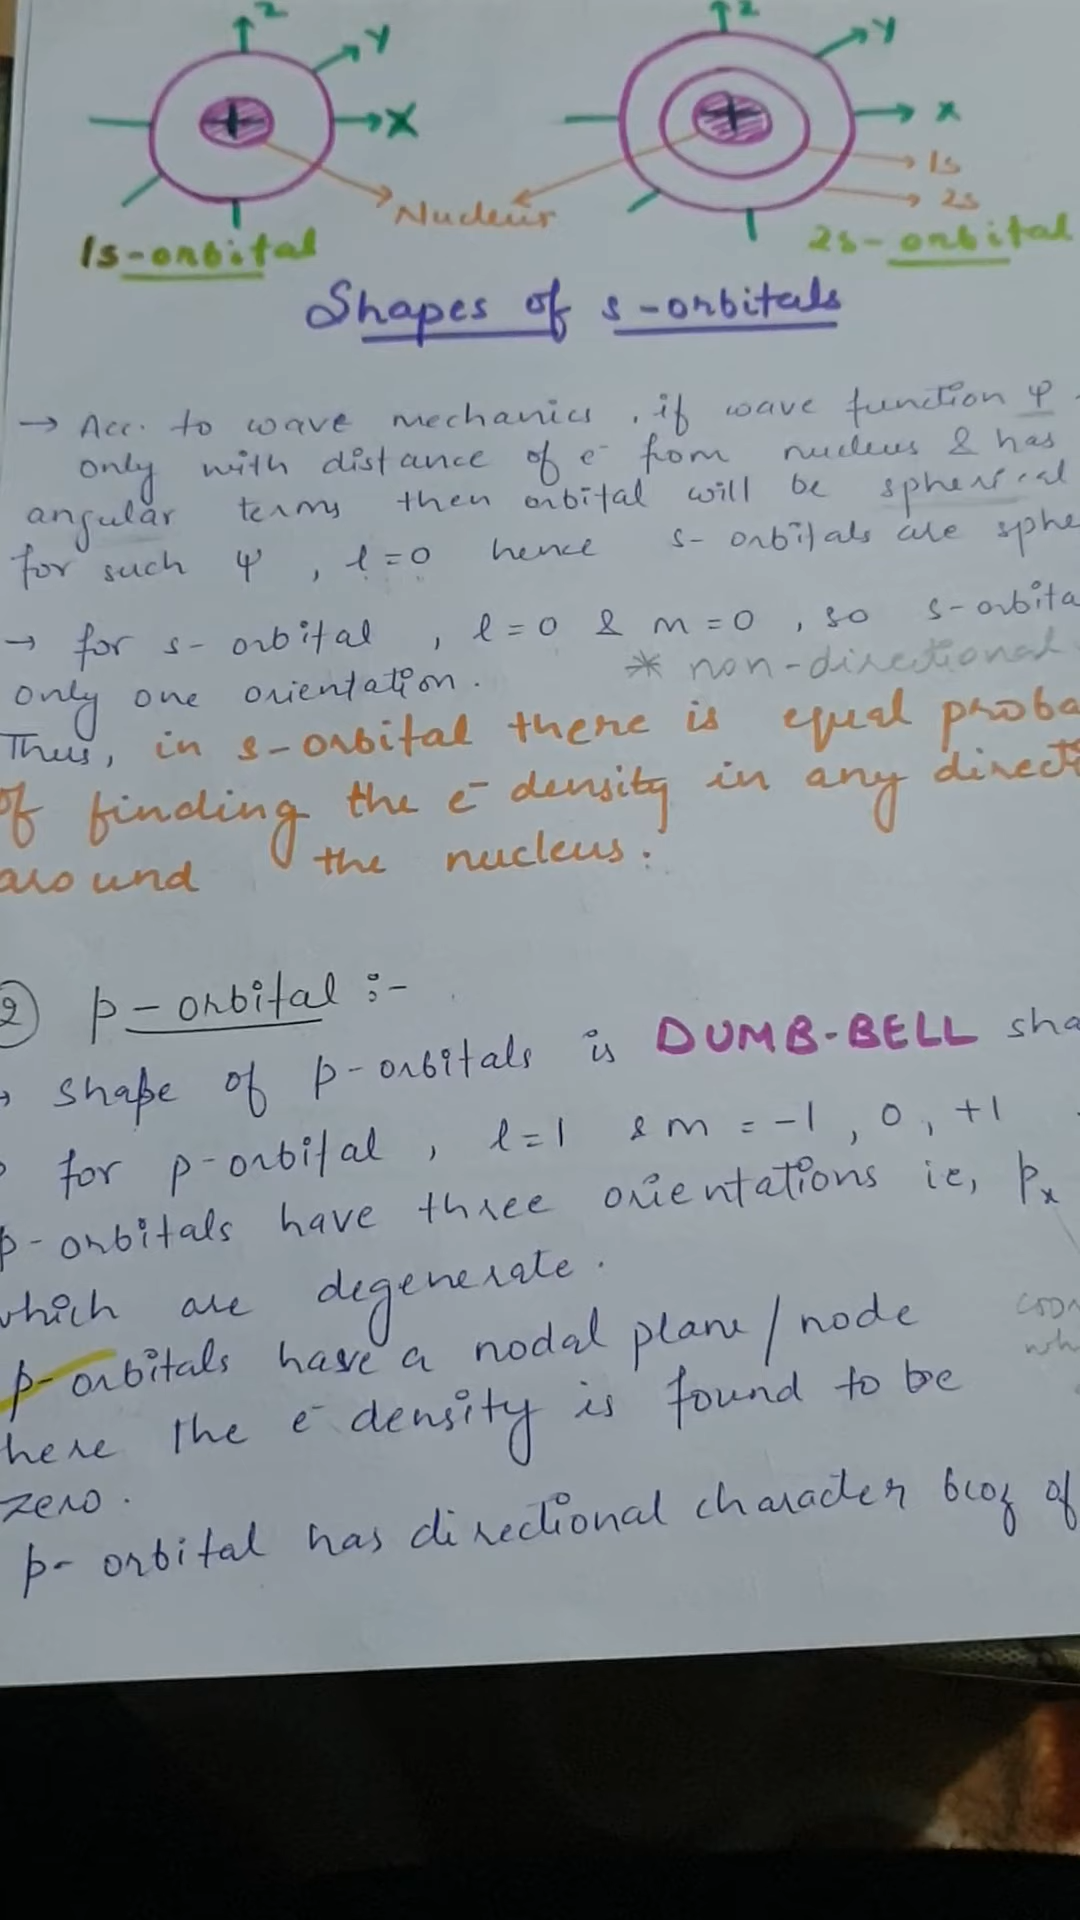 Z Z
Y Y
X x
1s
Nucleus 2s
1s-orbital 2s-orbital
Shapes of s-orbitals
→ Acc. to wave mechanics, if wave function ψ
only with distance of e⁻ from nucleus & has
angular terms then orbital will be spherical
for such ψ, l=0 hence s-orbitals are sphe
→ for s-orbital, l=0 & m=0, so s-orbita
* non-directional
only one orientation.
Thus, in s-orbital there is equal proba
of finding the e⁻ density in any direct
around the nucleus.
2 p-orbital :-
→ shape of p-orbitals is DUMB-BELL sha
for p-orbital, l=1 & m = -1, 0, +1
p-orbitals have three orientations ie, px
which are degenerate.
p-orbitals have a nodal plane/node
here the e⁻ density is found to be
zero.
p-orbital has directional character bcoz of